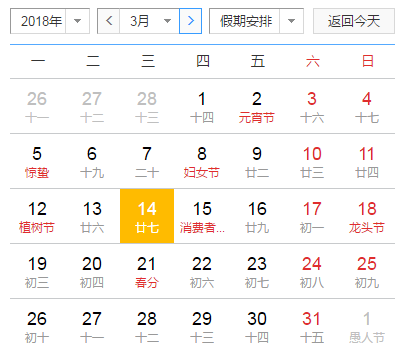 2018年 3月 假期安排 返回今天
一 二 三 四 五 六 日
26 27 28 1 2 3 4
十一 十二 十三 十四 元宵节 十六 十七
5 6 7 8 9 10 11
惊蛰 十九 二十 妇女节 廿二 廿三 廿四
12 13 14 15 16 17 18
植树节 廿六 廿七 消费者... 廿九 初一 龙头节
19 20 21 22 23 24 25
初三 初四 春分 初六 初七 初八 初九
26 27 28 29 30 31 1
初十 十一 十二 十三 十四 十五 愚人节